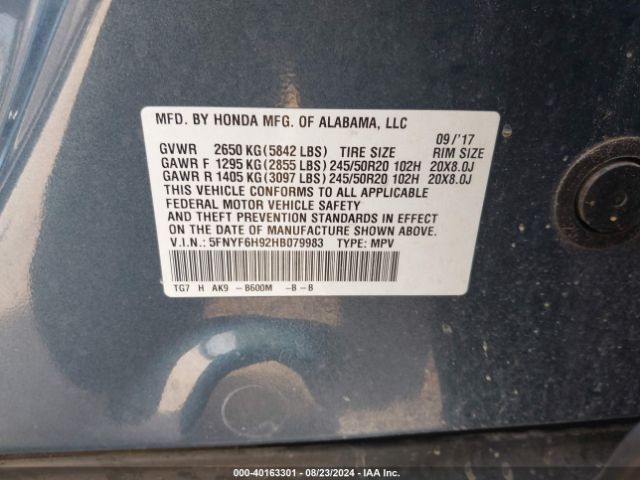 MFD. BY HONDA MFG. OF ALABAMA, LLC
09/'17
GVWR 2650 KG(5842 LBS) TIRE SIZE RIM SIZE
GAWR F 1295 KG(2855 LBS) 245/50R20 102H 20X8.0J
GAWR R 1405 KG(3097 LBS) 245/50R20 102H 20X8.0J
THIS VEHICLE CONFORMS TO ALL APPLICABLE
FEDERAL MOTOR VEHICLE SAFETY
AND THEFT PREVENTION STANDARDS IN EFFECT
ON THE DATE OF MANUFACTURE SHOWN ABOVE.
V.I.N.: 5FNYF6H92HB079983 TYPE: MPV
TG7 H AK9 -B600M -B-B
000-40163301 - 08/23/2024 - IAA Inc.